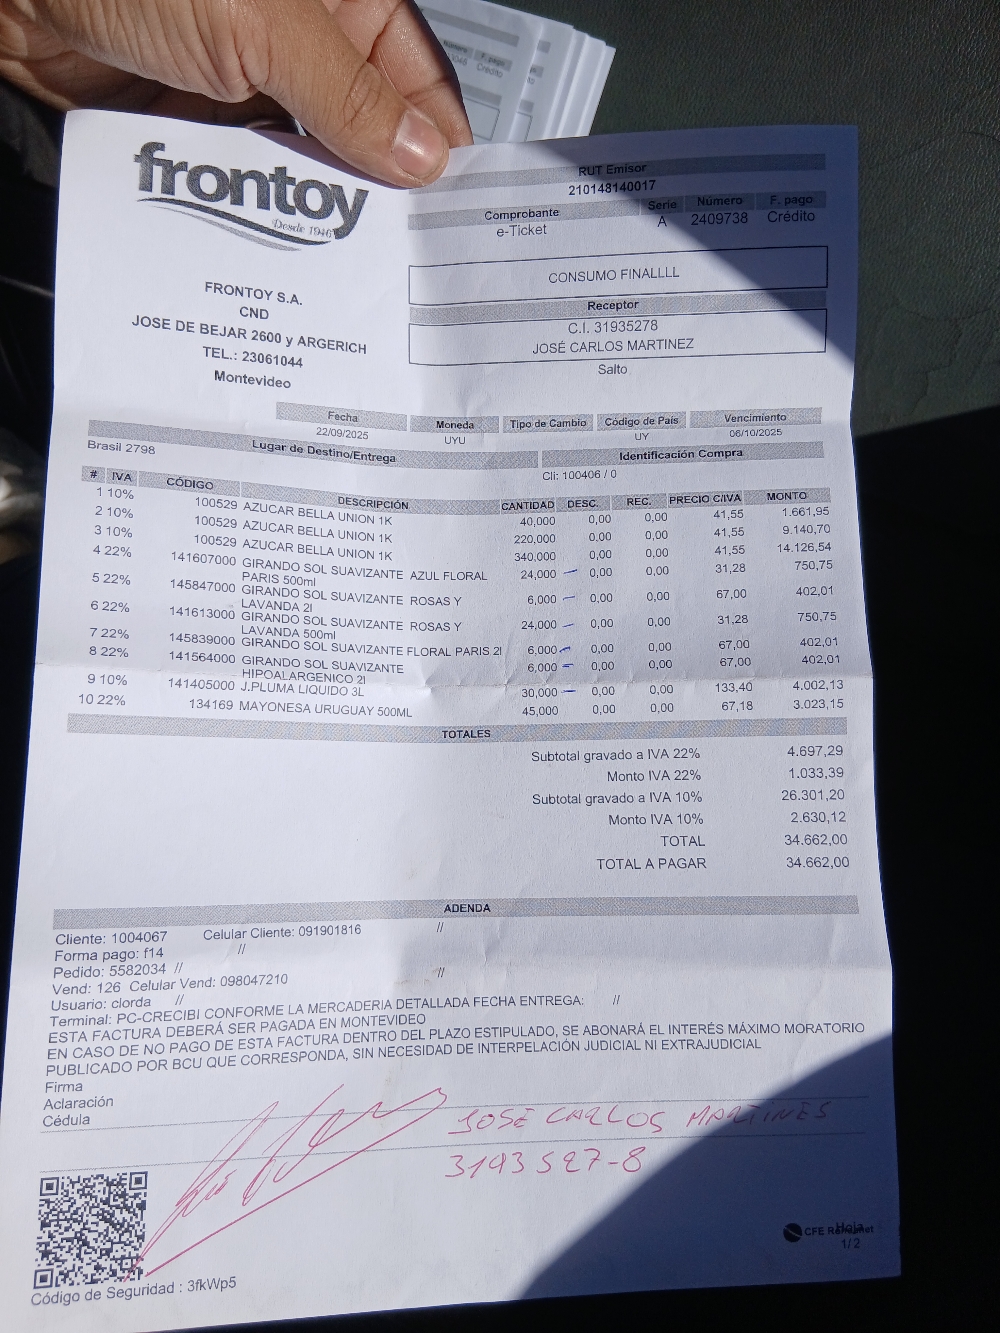 Número F. pago
Crédito
frontoy
Desde 1946
RUT Emisor
210148140017
Comprobante Serie Número F. pago
e-Ticket A 2409738 Crédito
CONSUMO FINALLLL
Receptor
C.I. 31935278
JOSÉ CARLOS MARTINEZ
Salto
FRONTOY S.A.
CND
JOSE DE BEJAR 2600 y ARGERICH
TEL.: 23061044
Montevideo
Fecha Moneda Tipo de Cambio Código de País Vencimiento
22/09/2025 UYU UY 06/10/2025
Lugar de Destino/Entrega Identificación Compra
Brasil 2798 Cli: 100406 / 0
# IVA CÓDIGO DESCRIPCIÓN CANTIDAD DESC. REC. PRECIO C/IVA MONTO
1 10% 100529 AZUCAR BELLA UNION 1K 40,000 0,00 0,00 41,55 1.661,95
2 10% 100529 AZUCAR BELLA UNION 1K 220,000 0,00 0,00 41,55 9.140,70
3 10% 100529 AZUCAR BELLA UNION 1K 340,000 0,00 0,00 41,55 14.126,54
4 22% 141607000 GIRANDO SOL SUAVIZANTE AZUL FLORAL 24,000 0,00 0,00 31,28 750,75
PARIS 500ml
5 22% 145847000 GIRANDO SOL SUAVIZANTE ROSAS Y 6,000 0,00 0,00 67,00 402,01
LAVANDA 2l
6 22% 141613000 GIRANDO SOL SUAVIZANTE ROSAS Y 24,000 0,00 0,00 31,28 750,75
LAVANDA 500ml
7 22% 145839000 GIRANDO SOL SUAVIZANTE FLORAL PARIS 2l 6,000 0,00 0,00 67,00 402,01
8 22% 141564000 GIRANDO SOL SUAVIZANTE 6,000 0,00 0,00 67,00 402,01
HIPOALARGENICO 2l
9 10% 141405000 J.PLUMA LIQUIDO 3L 30,000 0,00 0,00 133,40 4.002,13
10 22% 134169 MAYONESA URUGUAY 500ML 45,000 0,00 0,00 67,18 3.023,15
TOTALES
Subtotal gravado a IVA 22% 4.697,29
Monto IVA 22% 1.033,39
Subtotal gravado a IVA 10% 26.301,20
Monto IVA 10% 2.630,12
TOTAL 34.662,00
TOTAL A PAGAR 34.662,00
ADENDA
Cliente: 1004067 Celular Cliente: 091901816 //
Forma pago: f14 //
Pedido: 5582034 //
Vend: 126 Celular Vend: 098047210 //
Usuario: clorda //
Terminal: PC-CRECIBI CONFORME LA MERCADERIA DETALLADA FECHA ENTREGA: //
ESTA FACTURA DEBERÁ SER PAGADA EN MONTEVIDEO
EN CASO DE NO PAGO DE ESTA FACTURA DENTRO DEL PLAZO ESTIPULADO, SE ABONARÁ EL INTERÉS MÁXIMO MORATORIO
PUBLICADO POR BCU QUE CORRESPONDA, SIN NECESIDAD DE INTERPELACIÓN JUDICIAL NI EXTRAJUDICIAL
Firma
Aclaración
Cédula
JOSE CARLOS MARTINES
3193527-8
CFE
Hoja
1/2
Código de Seguridad : 3fkWp5